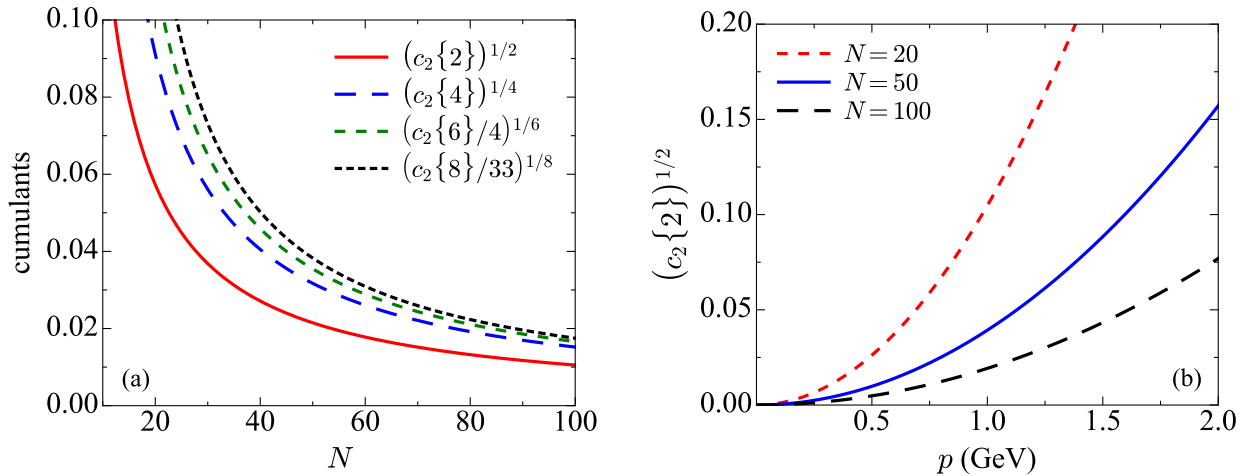 0.10
0.08
0.06
0.04
0.02
0.00
cumulants
(c₂{2})^{1/2}
(c₂{4})^{1/4}
(c₂{6}/4)^{1/6}
(c₂{8}/33)^{1/8}
(a)
20 40 60 80 100
N
0.20
0.15
0.10
0.05
0.00
(c₂{2})^{1/2}
N = 20
N = 50
N = 100
(b)
0.5 1.0 1.5 2.0
p (GeV)